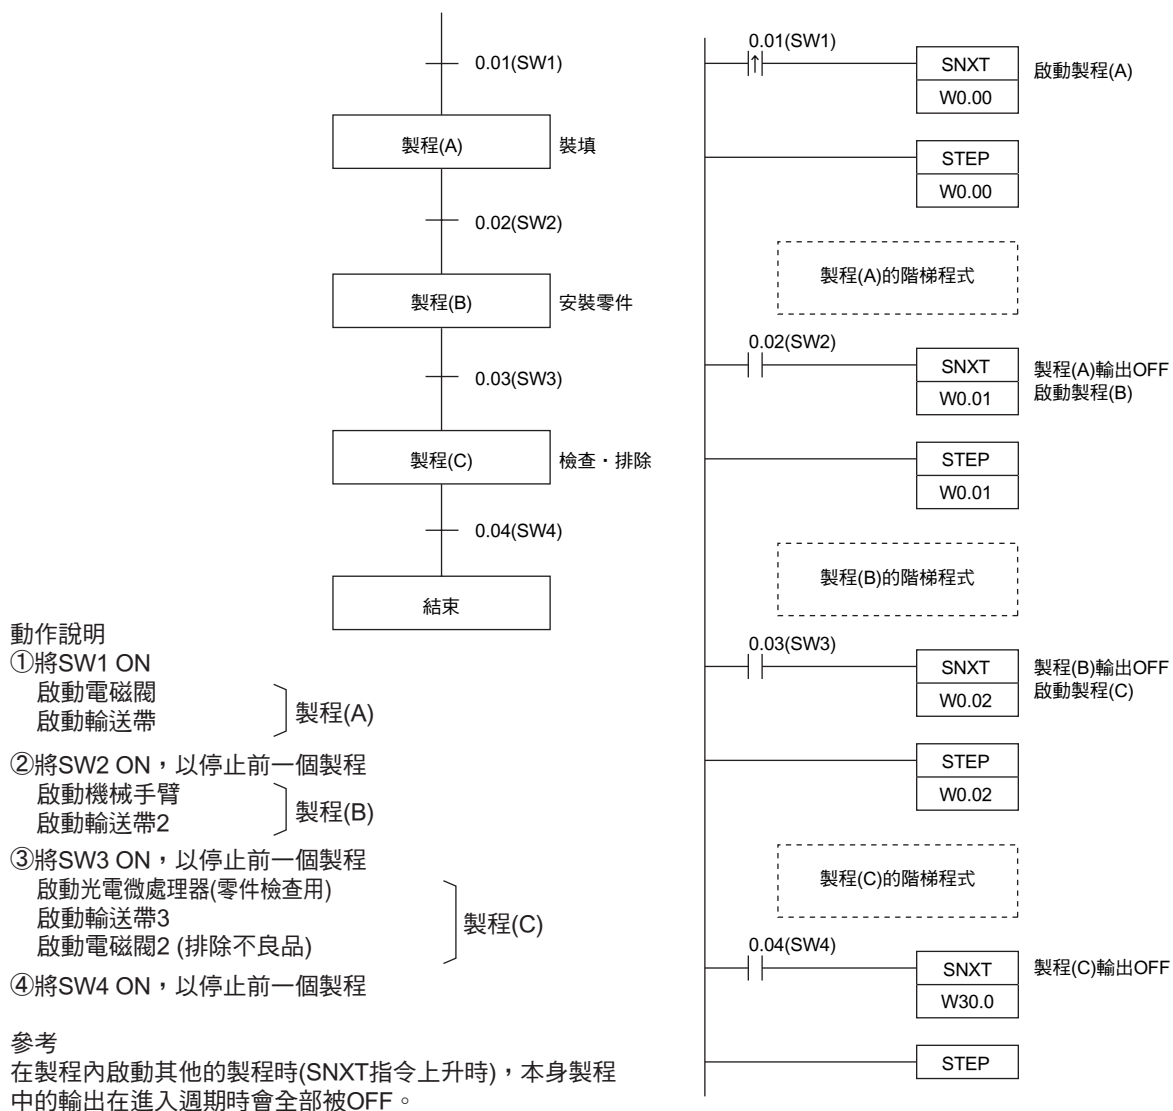 0.01(SW1)
製程(A)
裝填
0.02(SW2)
製程(B)
安裝零件
0.03(SW3)
製程(C)
檢查・排除
0.04(SW4)
結束
動作說明
①將SW1 ON
啟動電磁閥
啟動輸送帶
製程(A)
②將SW2 ON，以停止前一個製程
啟動機械手臂
啟動輸送帶2
製程(B)
③將SW3 ON，以停止前一個製程
啟動光電微處理器(零件檢查用)
啟動輸送帶3
啟動電磁閥2 (排除不良品)
製程(C)
④將SW4 ON，以停止前一個製程
參考
在製程內啟動其他的製程時(SNXT指令上升時)，本身製程
中的輸出在進入週期時會全部被OFF。
0.01(SW1)
↑
SNXT
W0.00
啟動製程(A)
STEP
W0.00
製程(A)的階梯程式
0.02(SW2)
SNXT
W0.01
製程(A)輸出OFF
啟動製程(B)
STEP
W0.01
製程(B)的階梯程式
0.03(SW3)
SNXT
W0.02
製程(B)輸出OFF
啟動製程(C)
STEP
W0.02
製程(C)的階梯程式
0.04(SW4)
SNXT
W30.0
製程(C)輸出OFF
STEP